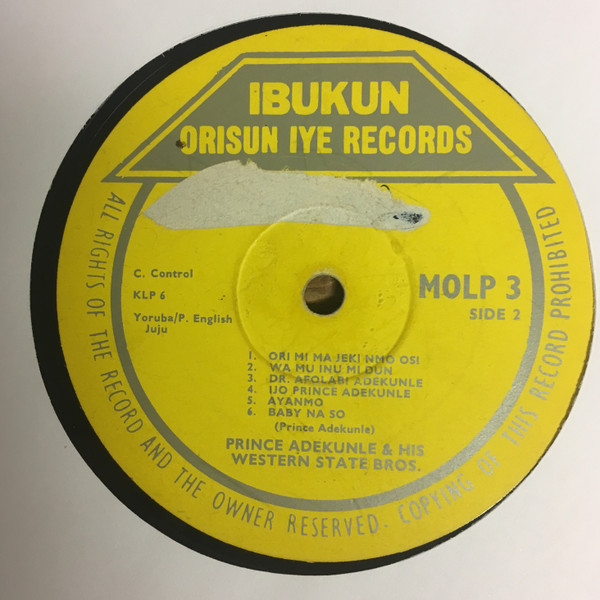 IBUKUN
ORISUN IYE RECORDS
C. Control
KLP 6
Yoruba/P. English
Juju
MOLP 3
SIDE 2
1. ORI MI MA JEKI NMO OSI
2. WA MU INU MI DUN
3. DR. AFOLABI ADEKUNLE
4. IJO PRINCE ADEKUNLE
5. AYANMO
6. BABY NA SO
(Prince Adekunle)
PRINCE ADEKUNLE & HIS
WESTERN STATE BROS.
ALL RIGHTS OF THE RECORD AND THE OWNER RESERVED. COPYING OF THIS RECORD PROHIBITED